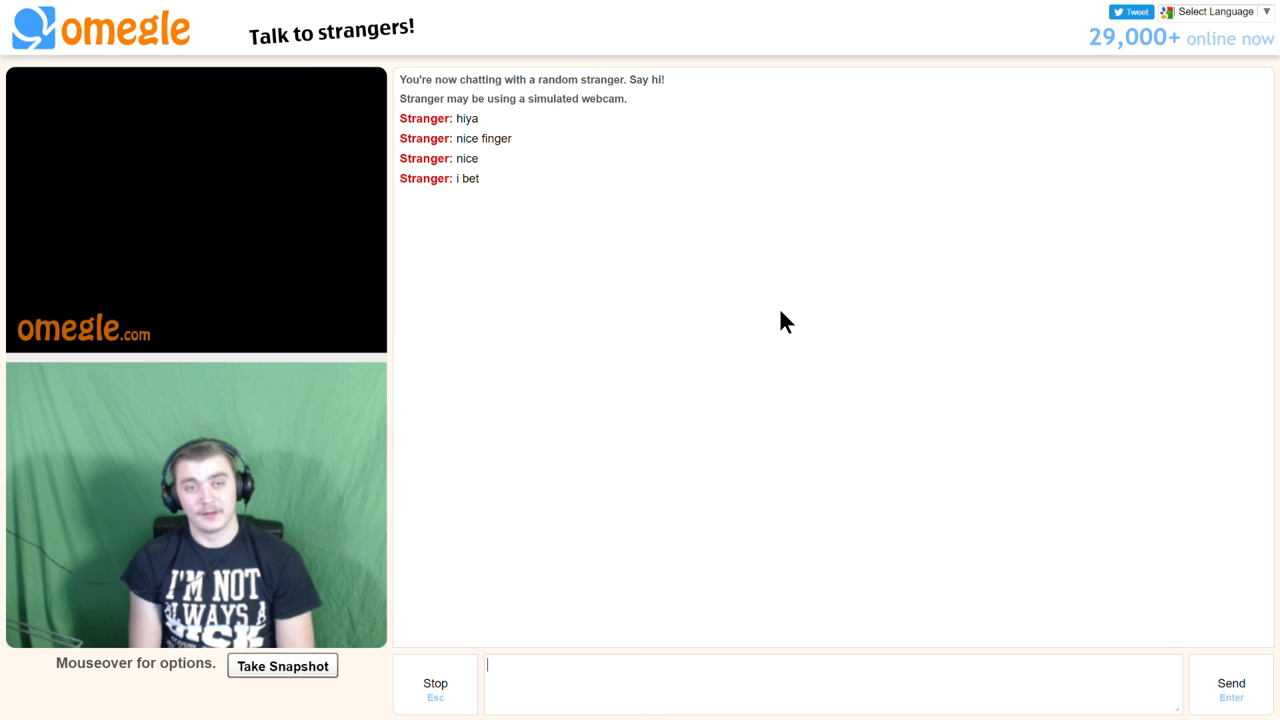 omegle
Talk to strangers!
Tweet
Select Language
29,000+ online now
You're now chatting with a random stranger. Say hi!
Stranger may be using a simulated webcam.
Stranger: hiya
Stranger: nice finger
Stranger: nice
Stranger: i bet
omegle.com
I'M NOT
Mouseover for options.
Take Snapshot
Stop
Esc
Send
Enter